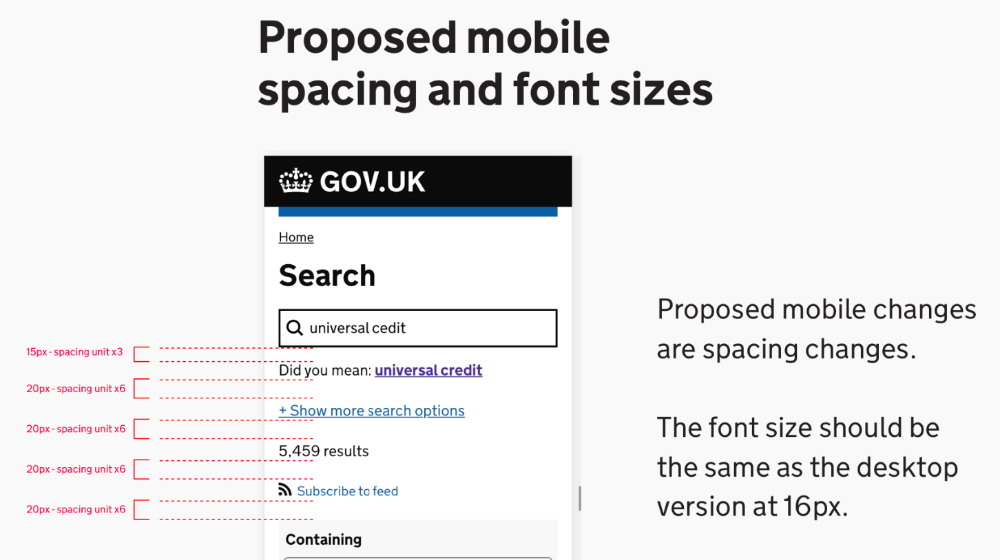 Proposed mobile
spacing and font sizes
GOV.UK
Home
Search
universal cedit
15px - spacing unit x3
Did you mean: universal credit
20px - spacing unit x6
+ Show more search options
20px - spacing unit x6
5,459 results
20px - spacing unit x6
Subscribe to feed
20px - spacing unit x6
Containing
Proposed mobile changes
are spacing changes.
The font size should be
the same as the desktop
version at 16px.